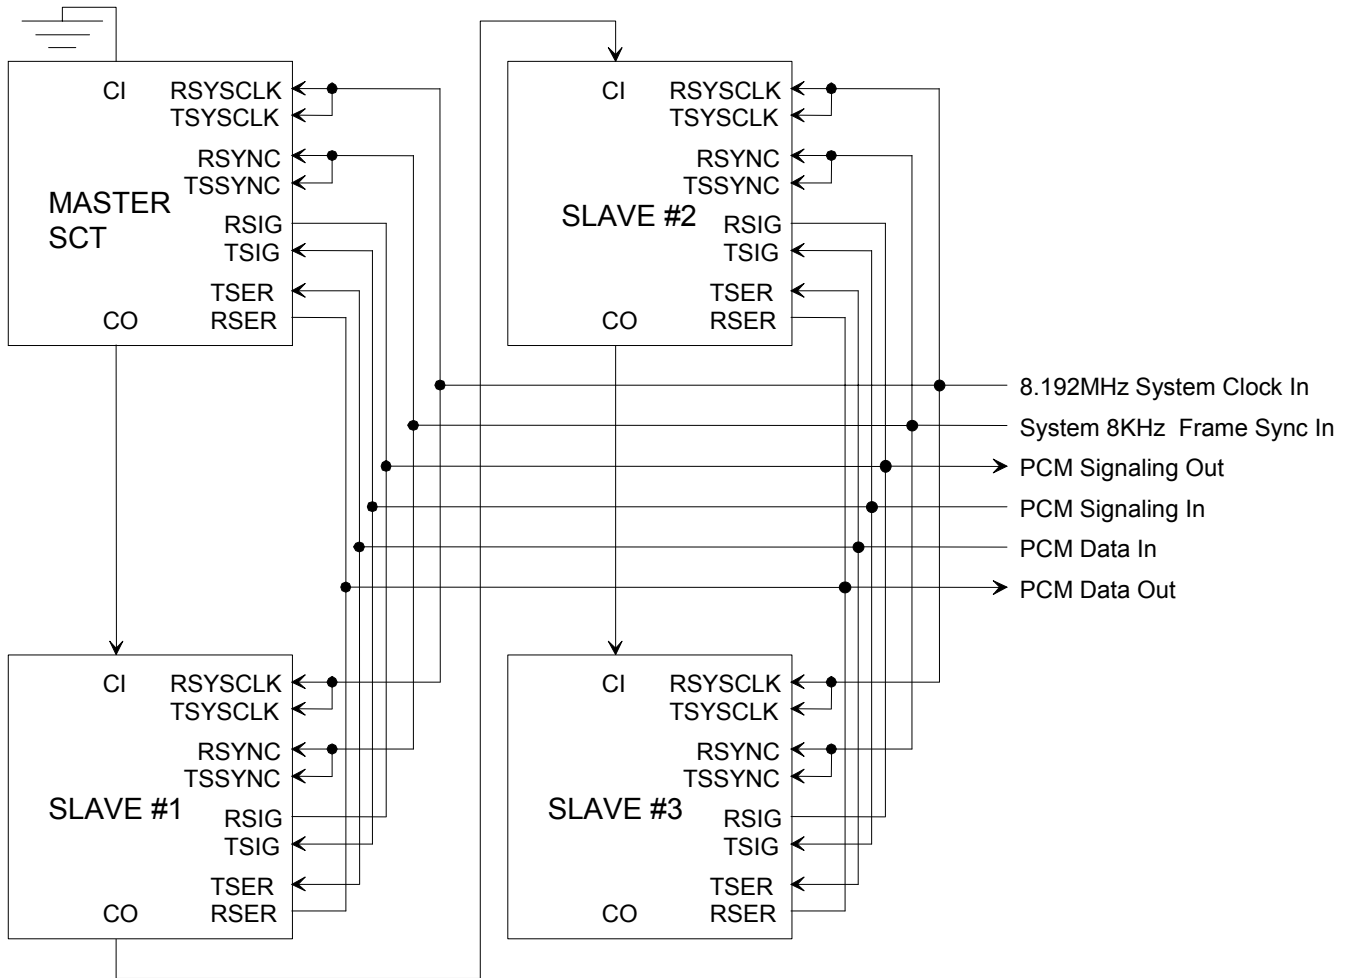 CI RSYSCLK
TSYSCLK
RSYNC
TSSYNC
MASTER
SCT
RSIG
TSIG
TSER
CO RSER
CI RSYSCLK
TSYSCLK
RSYNC
TSSYNC
SLAVE #2
RSIG
TSIG
TSER
CO RSER
8.192MHz System Clock In
System 8KHz Frame Sync In
PCM Signaling Out
PCM Signaling In
PCM Data In
PCM Data Out
CI RSYSCLK
TSYSCLK
RSYNC
TSSYNC
SLAVE #1
RSIG
TSIG
TSER
CO RSER
CI RSYSCLK
TSYSCLK
RSYNC
TSSYNC
SLAVE #3
RSIG
TSIG
TSER
CO RSER